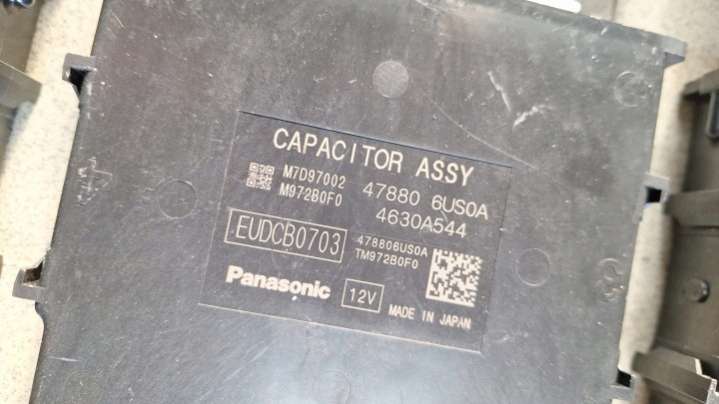 CAPACITOR ASSY
M7D97002
M972B0F0
47880 6US0A
4630A544
EUDCB0703
478806US0A
TM972B0F0
Panasonic
12V
MADE IN JAPAN